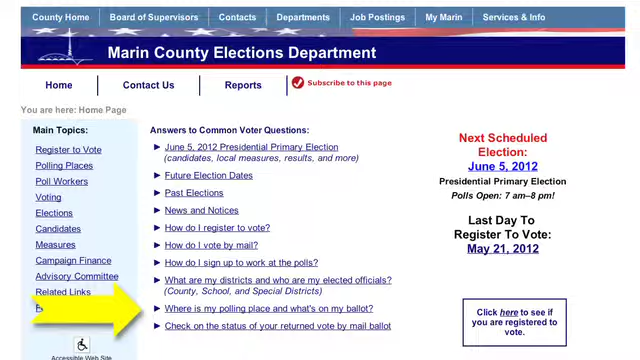 County Home
Board of Supervisors
Contacts
Departments
Job Postings
My Marin
Services & Info
Marin County Elections Department
Home
Contact Us
Reports
Subscribe to this page
You are here: Home Page
Main Topics:
Register to Vote
Polling Places
Poll Workers
Voting
Elections
Candidates
Measures
Campaign Finance
Advisory Committee
Related Links
Accessible Web Site
Answers to Common Voter Questions:
► June 5, 2012 Presidential Primary Election
(candidates, local measures, results, and more)
► Future Election Dates
► Past Elections
► News and Notices
► How do I register to vote?
► How do I vote by mail?
► How do I sign up to work at the polls?
► What are my districts and who are my elected officials?
(County, School, and Special Districts)
► Where is my polling place and what's on my ballot?
► Check on the status of your returned vote by mail ballot
Next Scheduled
Election:
June 5, 2012
Presidential Primary Election
Polls Open: 7 am–8 pm!
Last Day To
Register To Vote:
May 21, 2012
Click here to see if
you are registered to
vote.